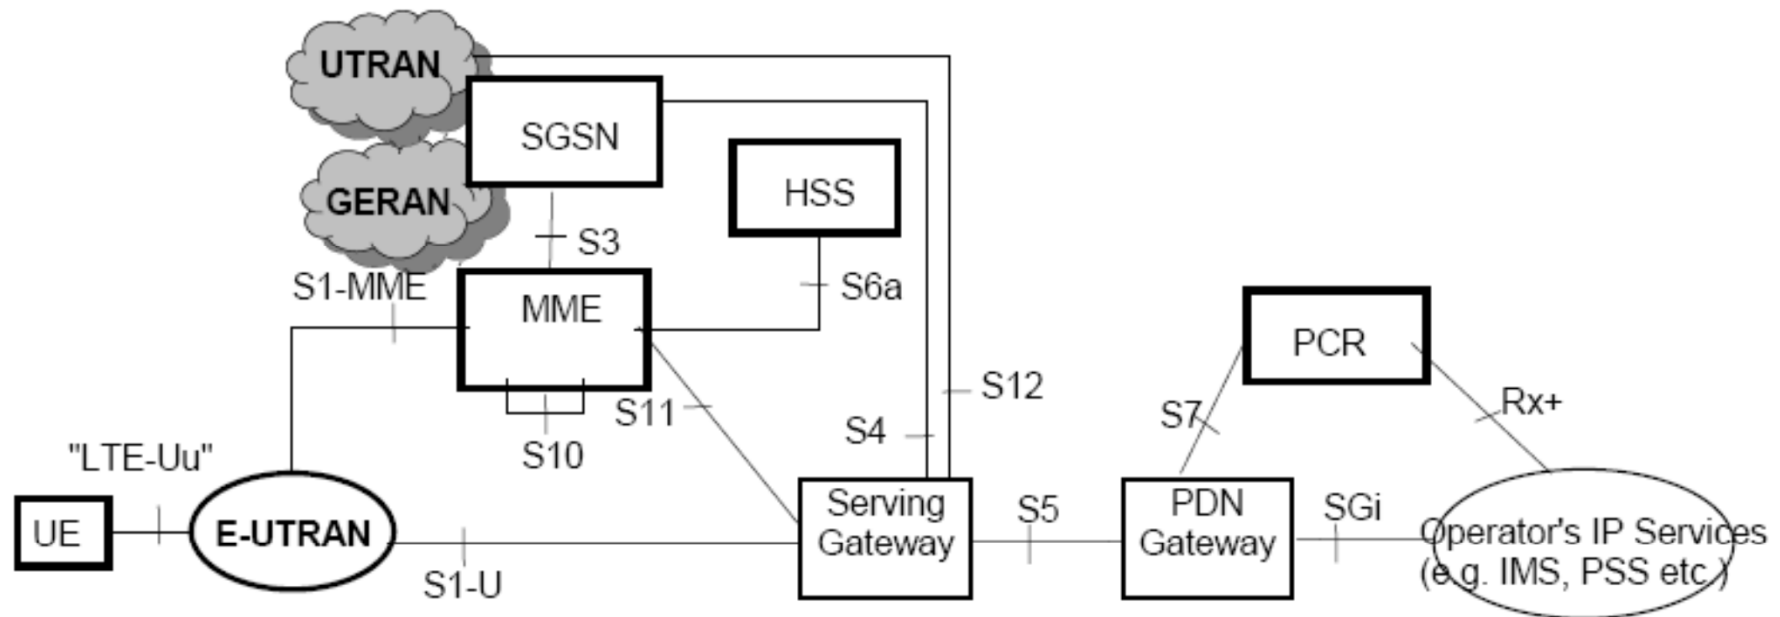 UTRAN
SGSN
HSS
GERAN
S3
S1-MME
S6a
MME
PCR
S12
S11
S7
Rx+
S4
S10
"LTE-Uu"
UE
E-UTRAN
S1-U
Serving
Gateway
S5
PDN
Gateway
SGi
Operator's IP Services
(e.g. IMS, PSS etc.)